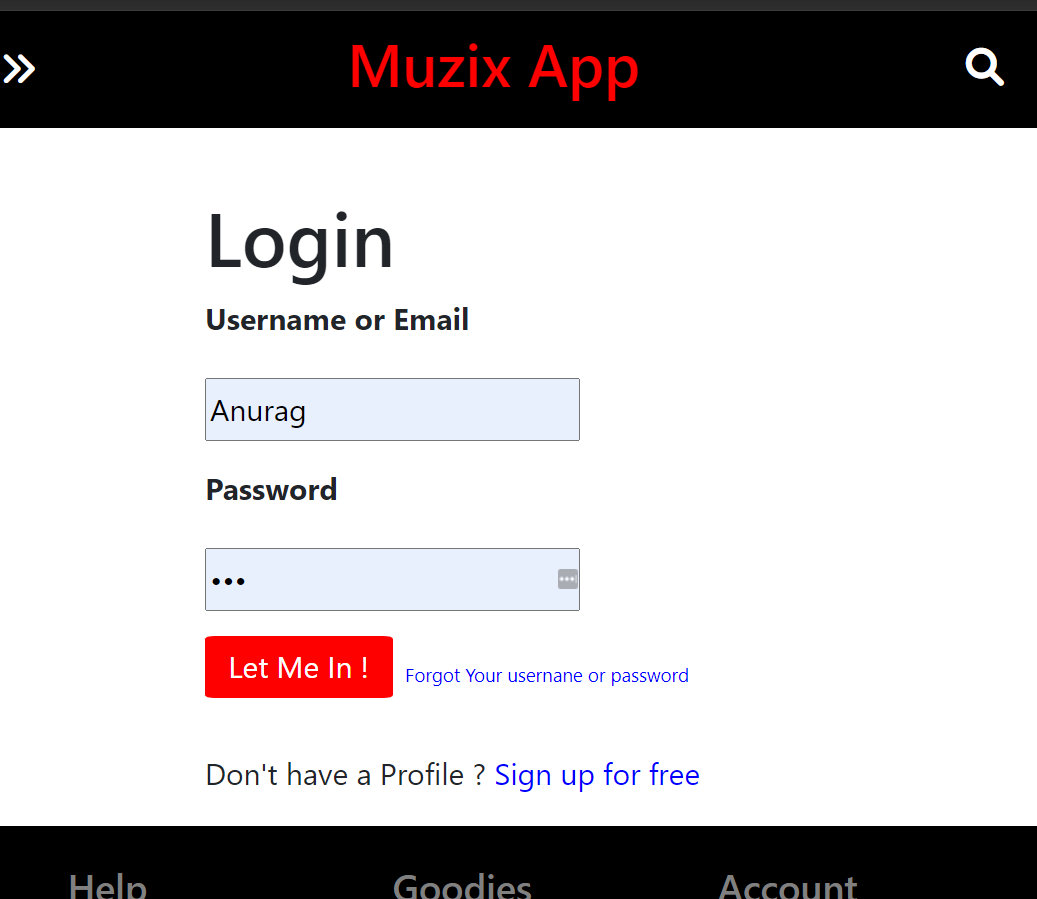 Muzix App
Login
Username or Email
Anurag
Password
•••
Let Me In !
Forgot Your usernane or password
Don't have a Profile ? Sign up for free
Help Goodies Account